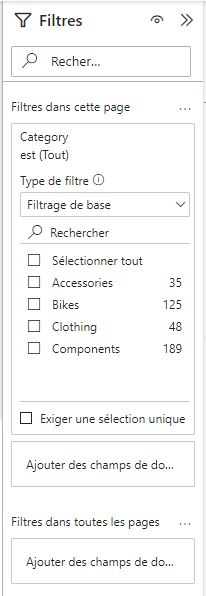 Filtres
Recher...
Filtres dans cette page ...
Category
est (Tout)
Type de filtre
Filtrage de base
Rechercher
Sélectionner tout
Accessories 35
Bikes 125
Clothing 48
Components 189
Exiger une sélection unique
Ajouter des champs de do...
Filtres dans toutes les pages ...
Ajouter des champs de do...